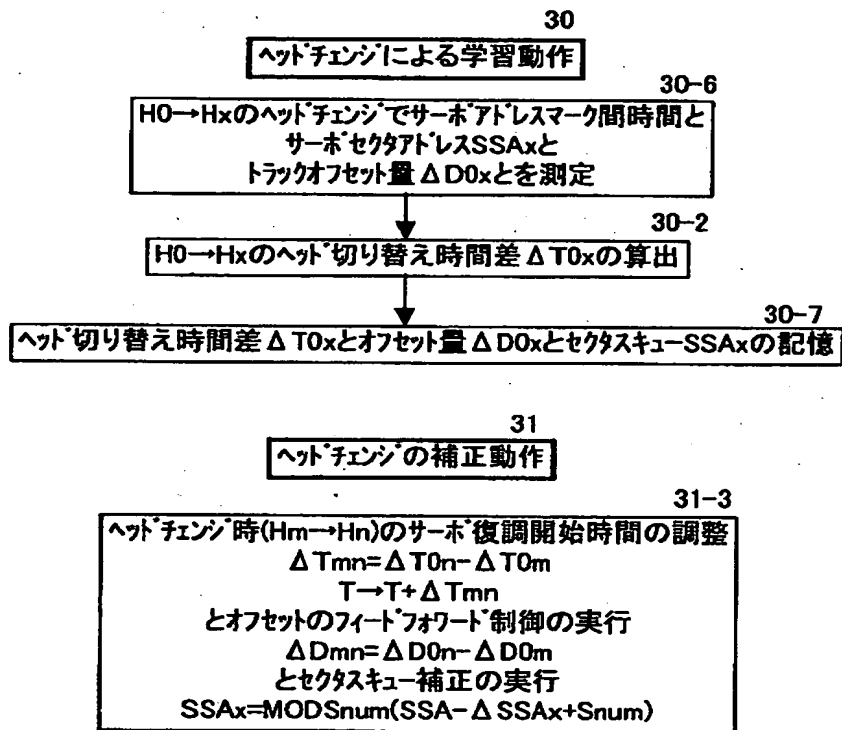 30
ヘッドチェンジによる学習動作
30-6
H0→Hxのヘッドチェンジでサーボアドレスマーク間時間と
サーボセクタアドレスSSAxと
トラックオフセット量ΔD0xとを測定
30-2
H0→Hxのヘッド切り替え時間差ΔT0xの算出
30-7
ヘッド切り替え時間差ΔT0xとオフセット量ΔD0xとセクタスキューSSAxの記憶
31
ヘッドチェンジの補正動作
31-3
ヘッドチェンジ時(Hm→Hn)のサーボ復調開始時間の調整
ΔTmn=ΔT0n-ΔT0m
T→T+ΔTmn
とオフセットのフィードフォワード制御の実行
ΔDmn=ΔD0n-ΔD0m
とセクタスキュー補正の実行
SSAx=MODSnum(SSA-ΔSSAx+Snum)